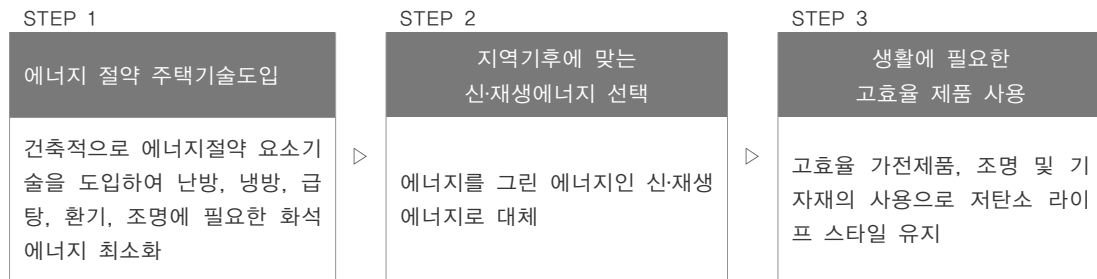 STEP 1
에너지 절약 주택기술도입
건축적으로 에너지절약 요소기
술을 도입하여 난방, 냉방, 급
탕, 환기, 조명에 필요한 화석
에너지 최소화
▷
STEP 2
지역기후에 맞는
신·재생에너지 선택
에너지를 그린 에너지인 신·재생
에너지로 대체
▷
STEP 3
생활에 필요한
고효율 제품 사용
고효율 가전제품, 조명 및 기
자재의 사용으로 저탄소 라이
프 스타일 유지